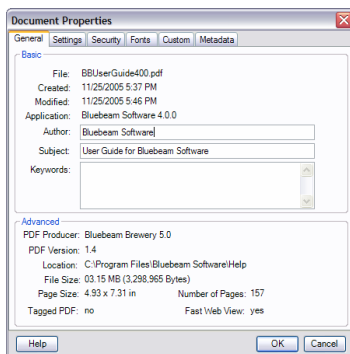 Document Properties
General Settings Security Fonts Custom Metadata
Basic
File: BBUserGuide400.pdf
Created: 11/25/2005 5:37 PM
Modified: 11/25/2005 5:46 PM
Application: Bluebeam Software 4.0.0
Author: Bluebeam Software
Subject: User Guide for Bluebeam Software
Keywords:
Advanced
PDF Producer: Bluebeam Brewery 5.0
PDF Version: 1.4
Location: C:\Program Files\Bluebeam Software\Help
File Size: 03.15 MB (3,298,965 Bytes)
Page Size: 4.93 x 7.31 in Number of Pages: 157
Tagged PDF: no Fast Web View: yes
Help OK Cancel